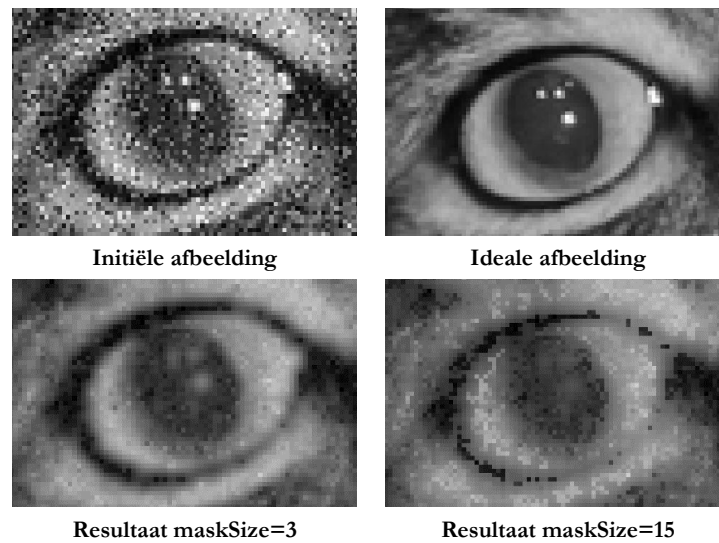 Initiële afbeelding
Ideale afbeelding
Resultaat maskSize=3
Resultaat maskSize=15